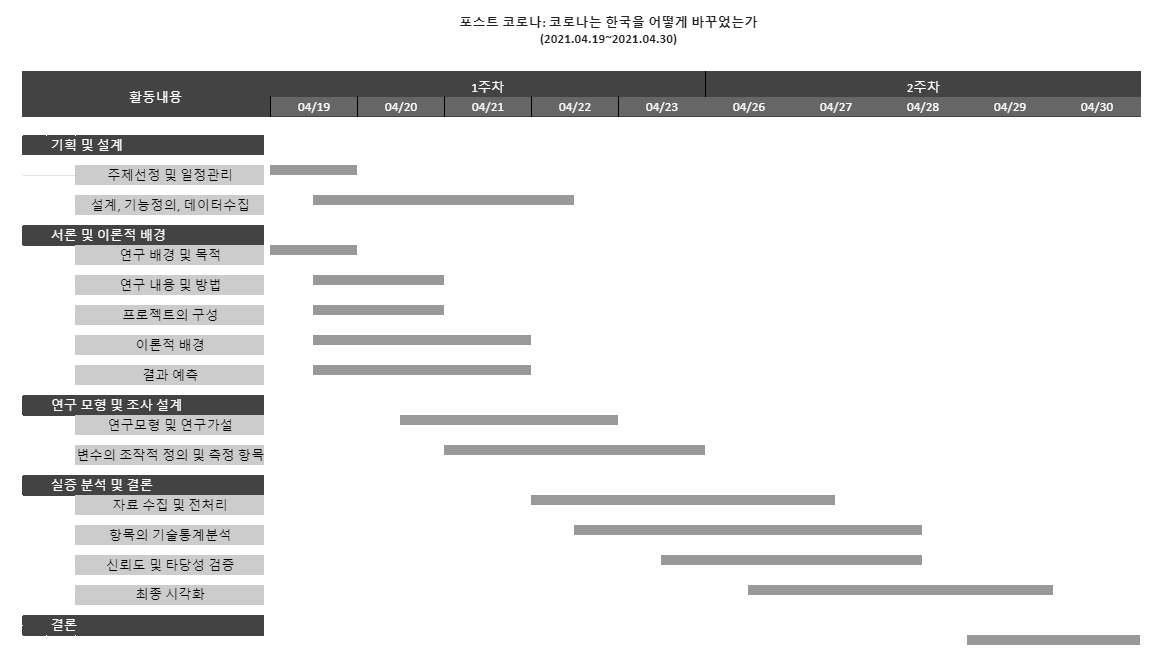 포스트 코로나: 코로나는 한국을 어떻게 바꾸었는가
(2021.04.19~2021.04.30)
활동내용 1주차 2주차
04/19 04/20 04/21 04/22 04/23 04/26 04/27 04/28 04/29 04/30
기획 및 설계
주제선정 및 일정관리
설계, 기능정의, 데이터수집
서론 및 이론적 배경
연구 배경 및 목적
연구 내용 및 방법
프로젝트의 구성
이론적 배경
결과 예측
연구 모형 및 조사 설계
연구모형 및 연구가설
변수의 조작적 정의 및 측정 항목
실증 분석 및 결론
자료 수집 및 전처리
항목의 기술통계분석
신뢰도 및 타당성 검증
최종 시각화
결론